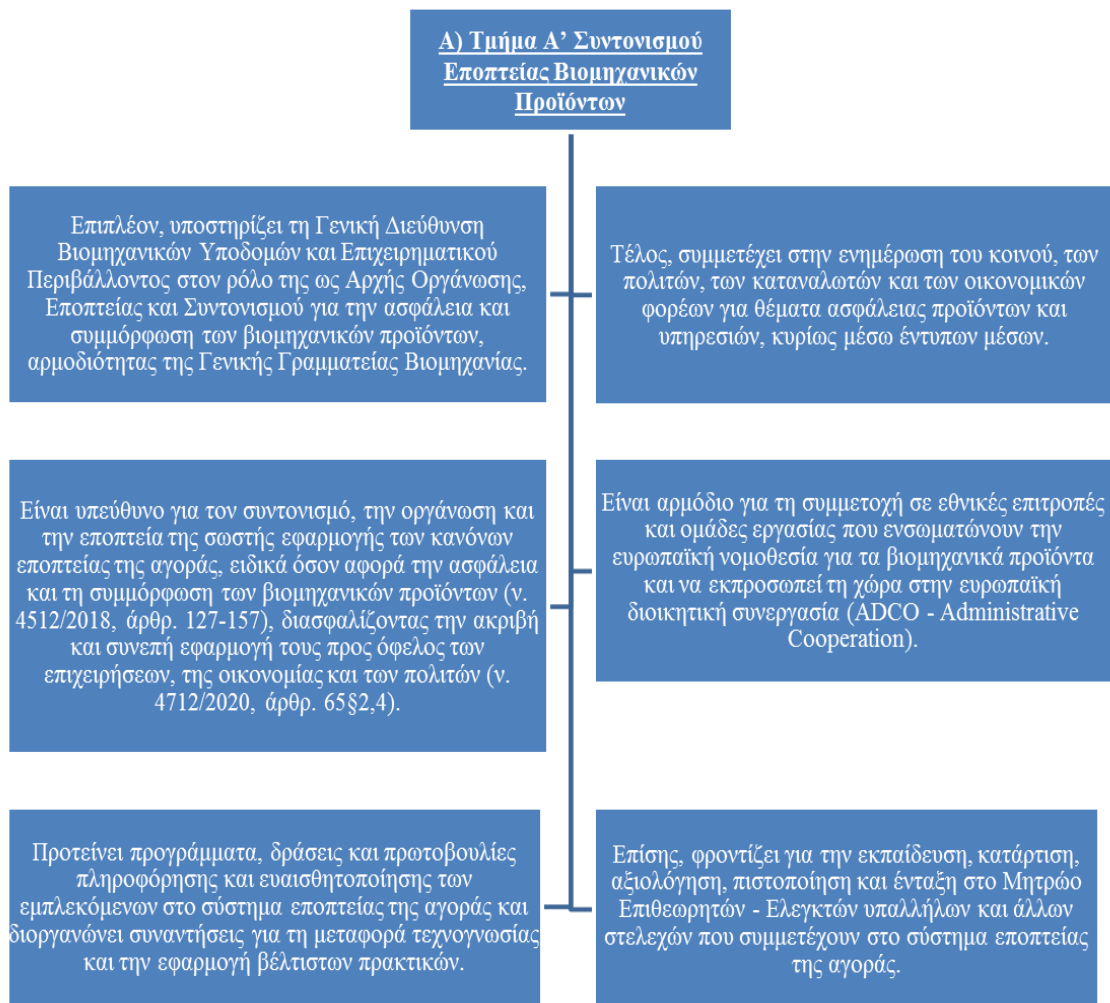 Α) Τμήμα Α’ Συντονισμού
Εποπτείας Βιομηχανικών
Προϊόντων
Επιπλέον, υποστηρίζει τη Γενική Διεύθυνση
Βιομηχανικών Υποδομών και Επιχειρηματικού
Περιβάλλοντος στον ρόλο της ως Αρχής Οργάνωσης,
Εποπτείας και Συντονισμού για την ασφάλεια και
συμμόρφωση των βιομηχανικών προϊόντων,
αρμοδιότητας της Γενικής Γραμματείας Βιομηχανίας.
Τέλος, συμμετέχει στην ενημέρωση του κοινού, των
πολιτών, των καταναλωτών και των οικονομικών
φορέων για θέματα ασφάλειας προϊόντων και
υπηρεσιών, κυρίως μέσω έντυπων μέσων.
Είναι υπεύθυνο για τον συντονισμό, την οργάνωση και
την εποπτεία της σωστής εφαρμογής των κανόνων
εποπτείας της αγοράς, ειδικά όσον αφορά την ασφάλεια
και τη συμμόρφωση των βιομηχανικών προϊόντων (ν.
4512/2018, άρθρ. 127-157), διασφαλίζοντας την ακριβή
και συνεπή εφαρμογή τους προς όφελος των
επιχειρήσεων, της οικονομίας και των πολιτών (ν.
4712/2020, άρθρ. 65§2,4).
Είναι αρμόδιο για τη συμμετοχή σε εθνικές επιτροπές
και ομάδες εργασίας που ενσωματώνουν την
ευρωπαϊκή νομοθεσία για τα βιομηχανικά προϊόντα
και να εκπροσωπεί τη χώρα στην ευρωπαϊκή
διοικητική συνεργασία (ADCO - Administrative
Cooperation).
Προτείνει προγράμματα, δράσεις και πρωτοβουλίες
πληροφόρησης και ευαισθητοποίησης των
εμπλεκόμενων στο σύστημα εποπτείας της αγοράς και
διοργανώνει συναντήσεις για τη μεταφορά τεχνογνωσίας
και την εφαρμογή βέλτιστων πρακτικών.
Επίσης, φροντίζει για την εκπαίδευση, κατάρτιση,
αξιολόγηση, πιστοποίηση και ένταξη στο Μητρώο
Επιθεωρητών - Ελεγκτών υπαλλήλων και άλλων
στελεχών που συμμετέχουν στο σύστημα εποπτείας
της αγοράς.